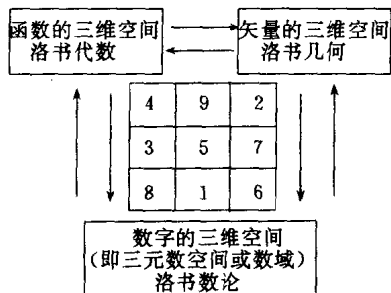 函数的三维空间
洛书代数
矢量的三维空间
洛书几何
4 9 2
3 5 7
8 1 6
数字的三维空间
(即三元数空间或数域)
洛书数论